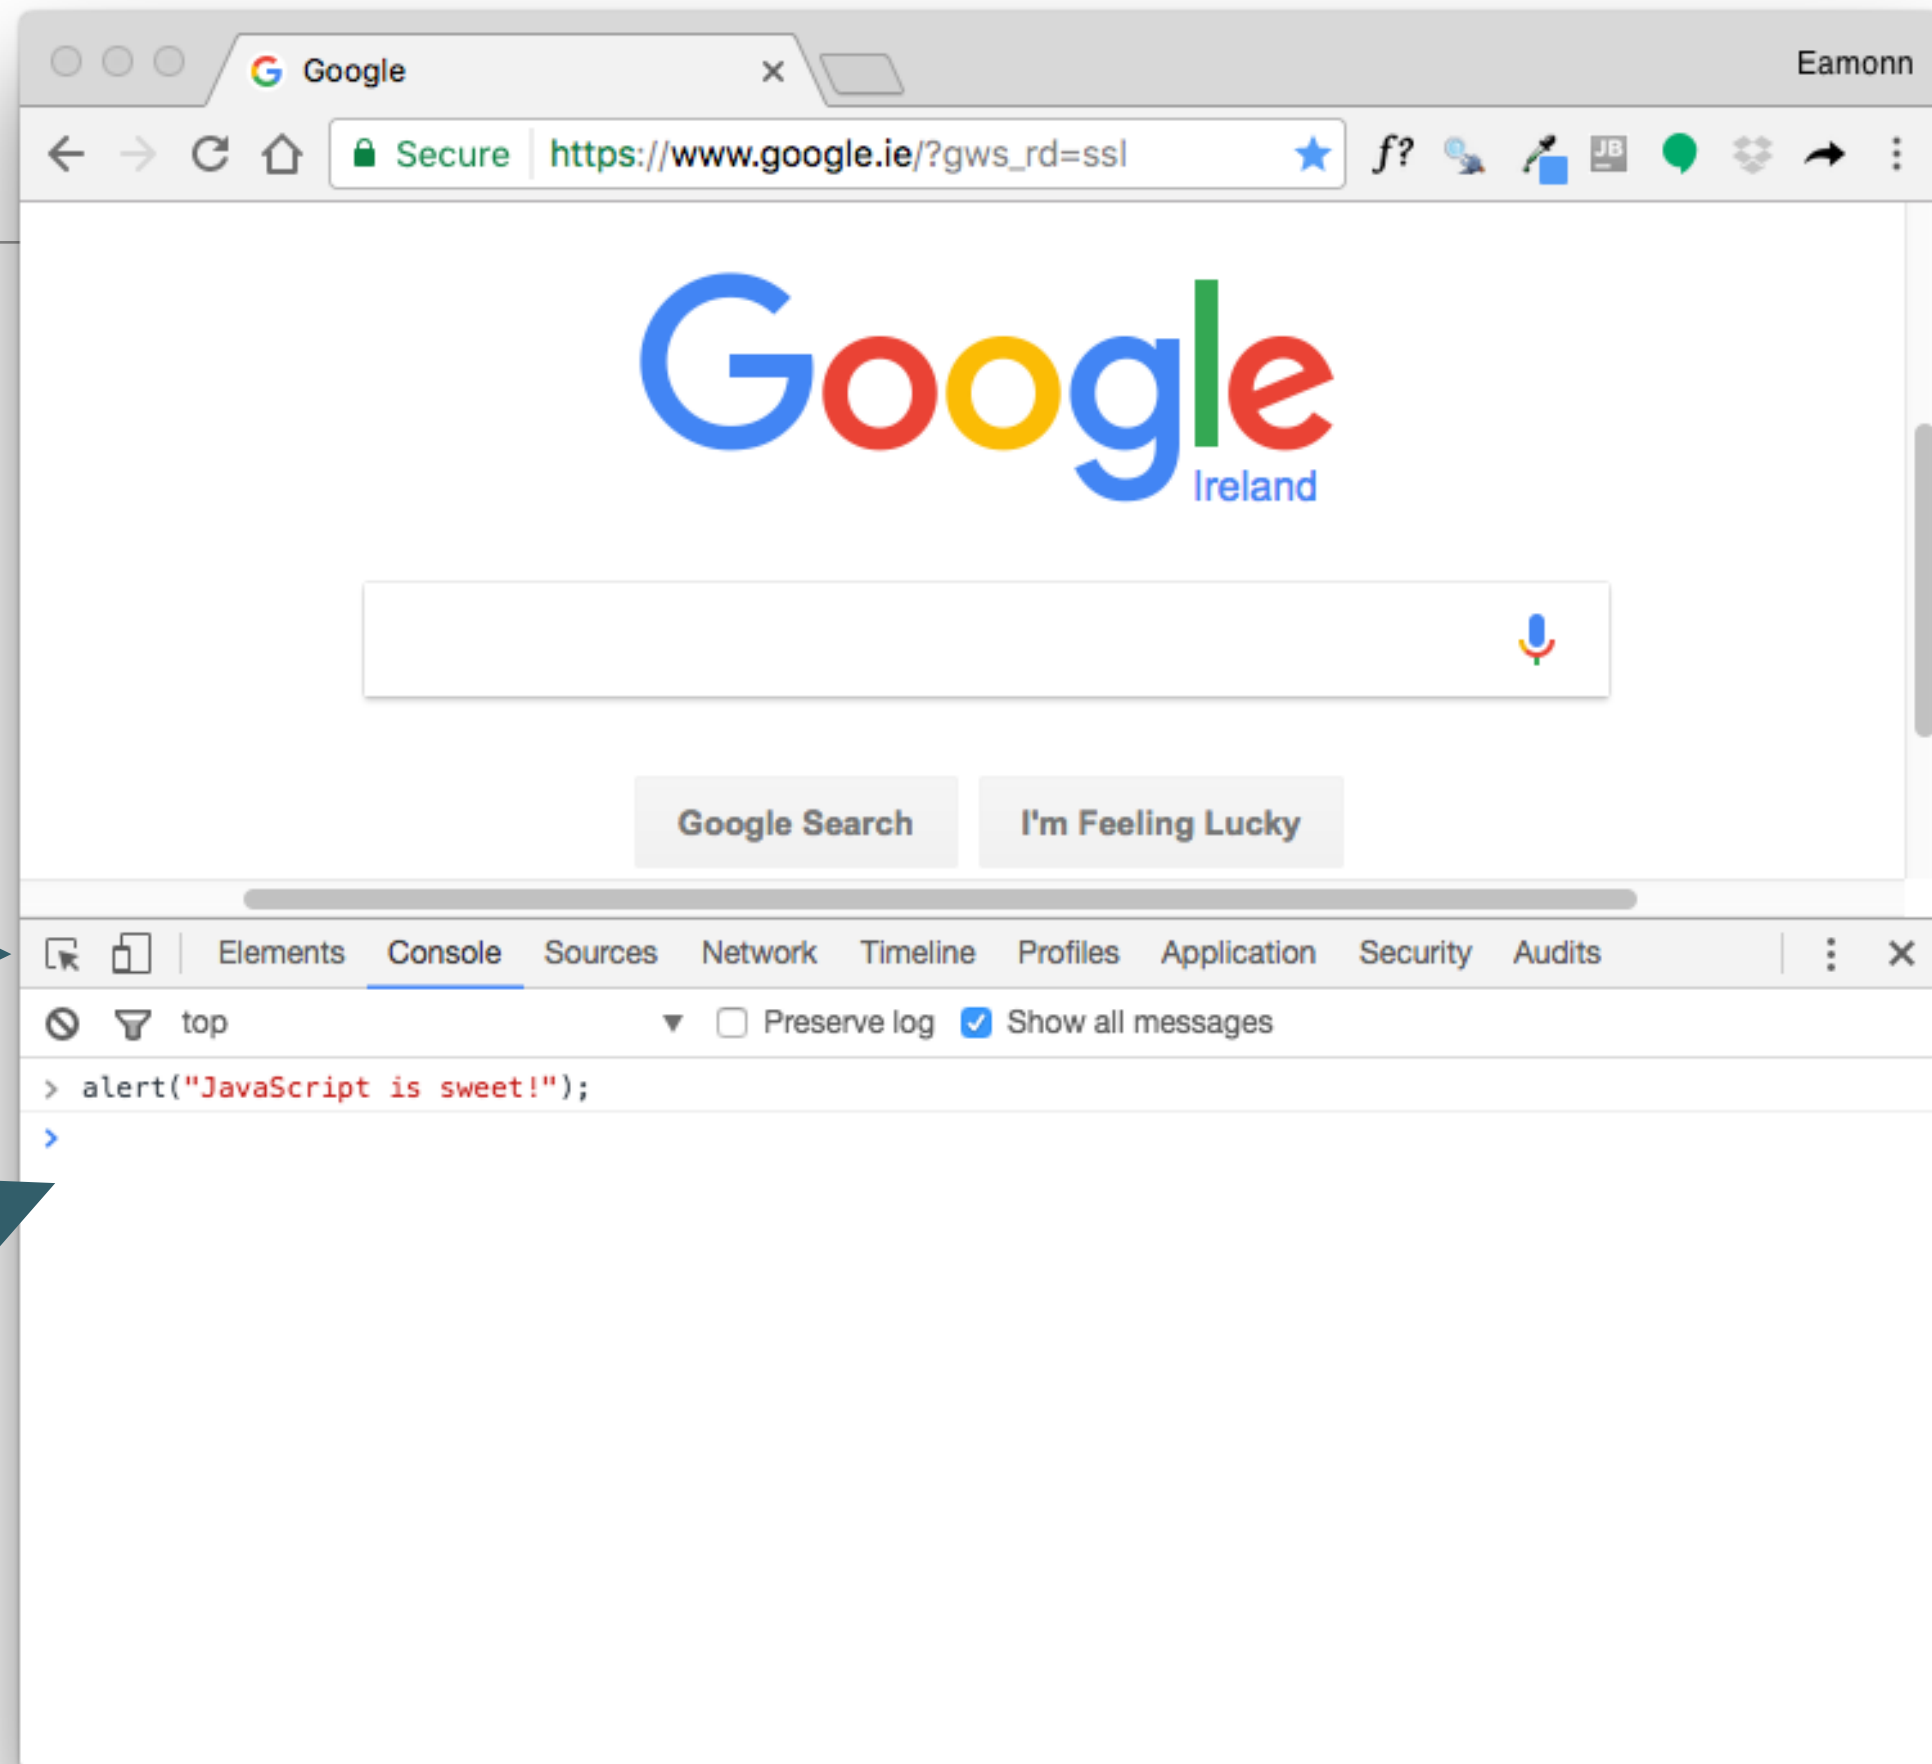 Google
Eamonn
Secure https://www.google.ie/?gws_rd=ssl
f?
JB
Google
Ireland
Google Search I'm Feeling Lucky
Elements Console Sources Network Timeline Profiles Application Security Audits
top Preserve log Show all messages
> alert("JavaScript is sweet!");
>